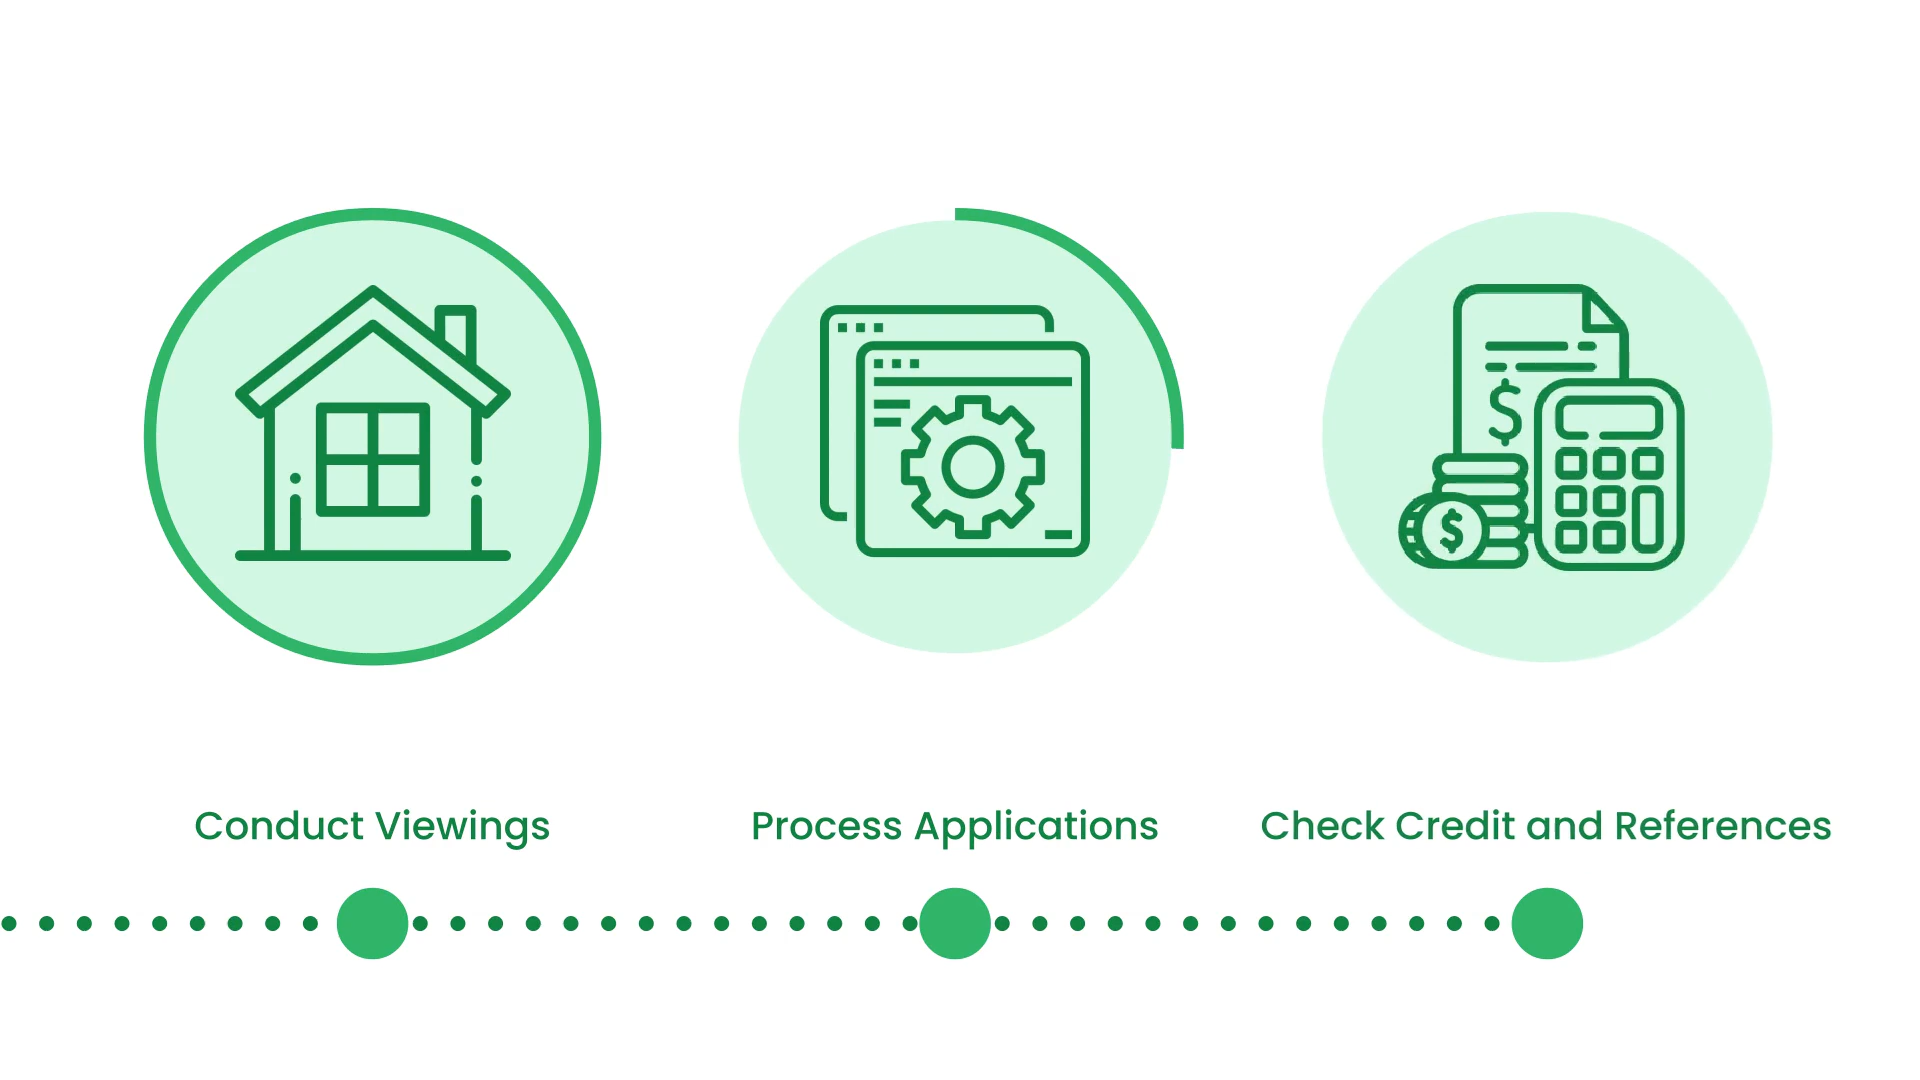 Conduct Viewings
Process Applications
Check Credit and References